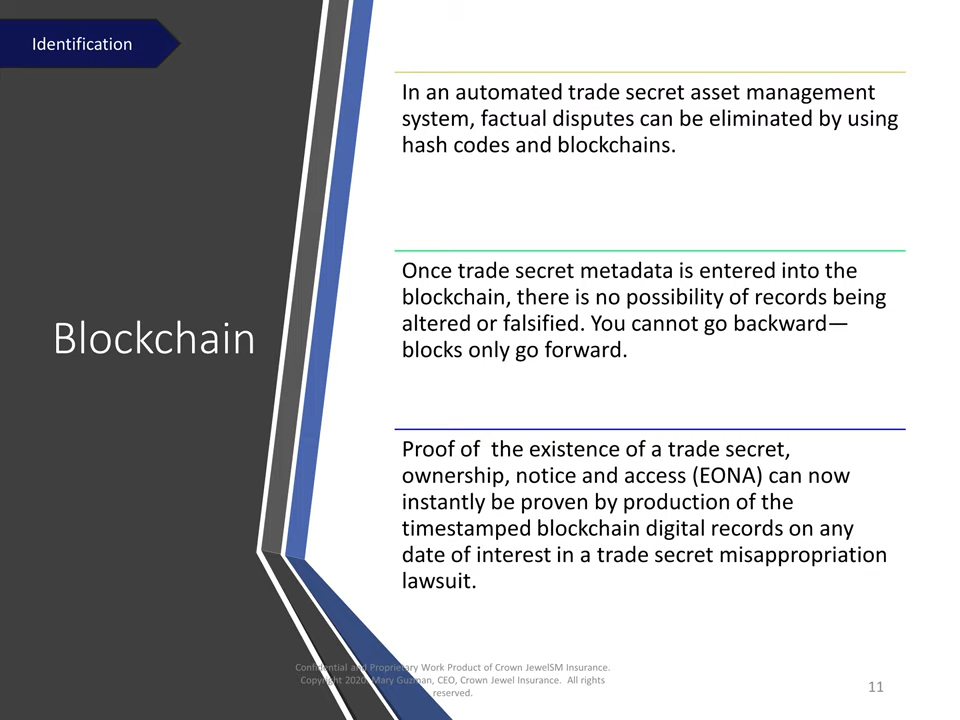 Identification
Blockchain
In an automated trade secret asset management
system, factual disputes can be eliminated by using
hash codes and blockchains.
Once trade secret metadata is entered into the
blockchain, there is no possibility of records being
altered or falsified. You cannot go backward—
blocks only go forward.
Proof of  the existence of a trade secret,
ownership, notice and access (EONA) can now
instantly be proven by production of the
timestamped blockchain digital records on any
date of interest in a trade secret misappropriation
lawsuit.
Confidential and Proprietary Work Product of Crown JewelSM Insurance.
Copyright 2020, Mary Guzman, CEO, Crown Jewel Insurance.  All rights
reserved.
11